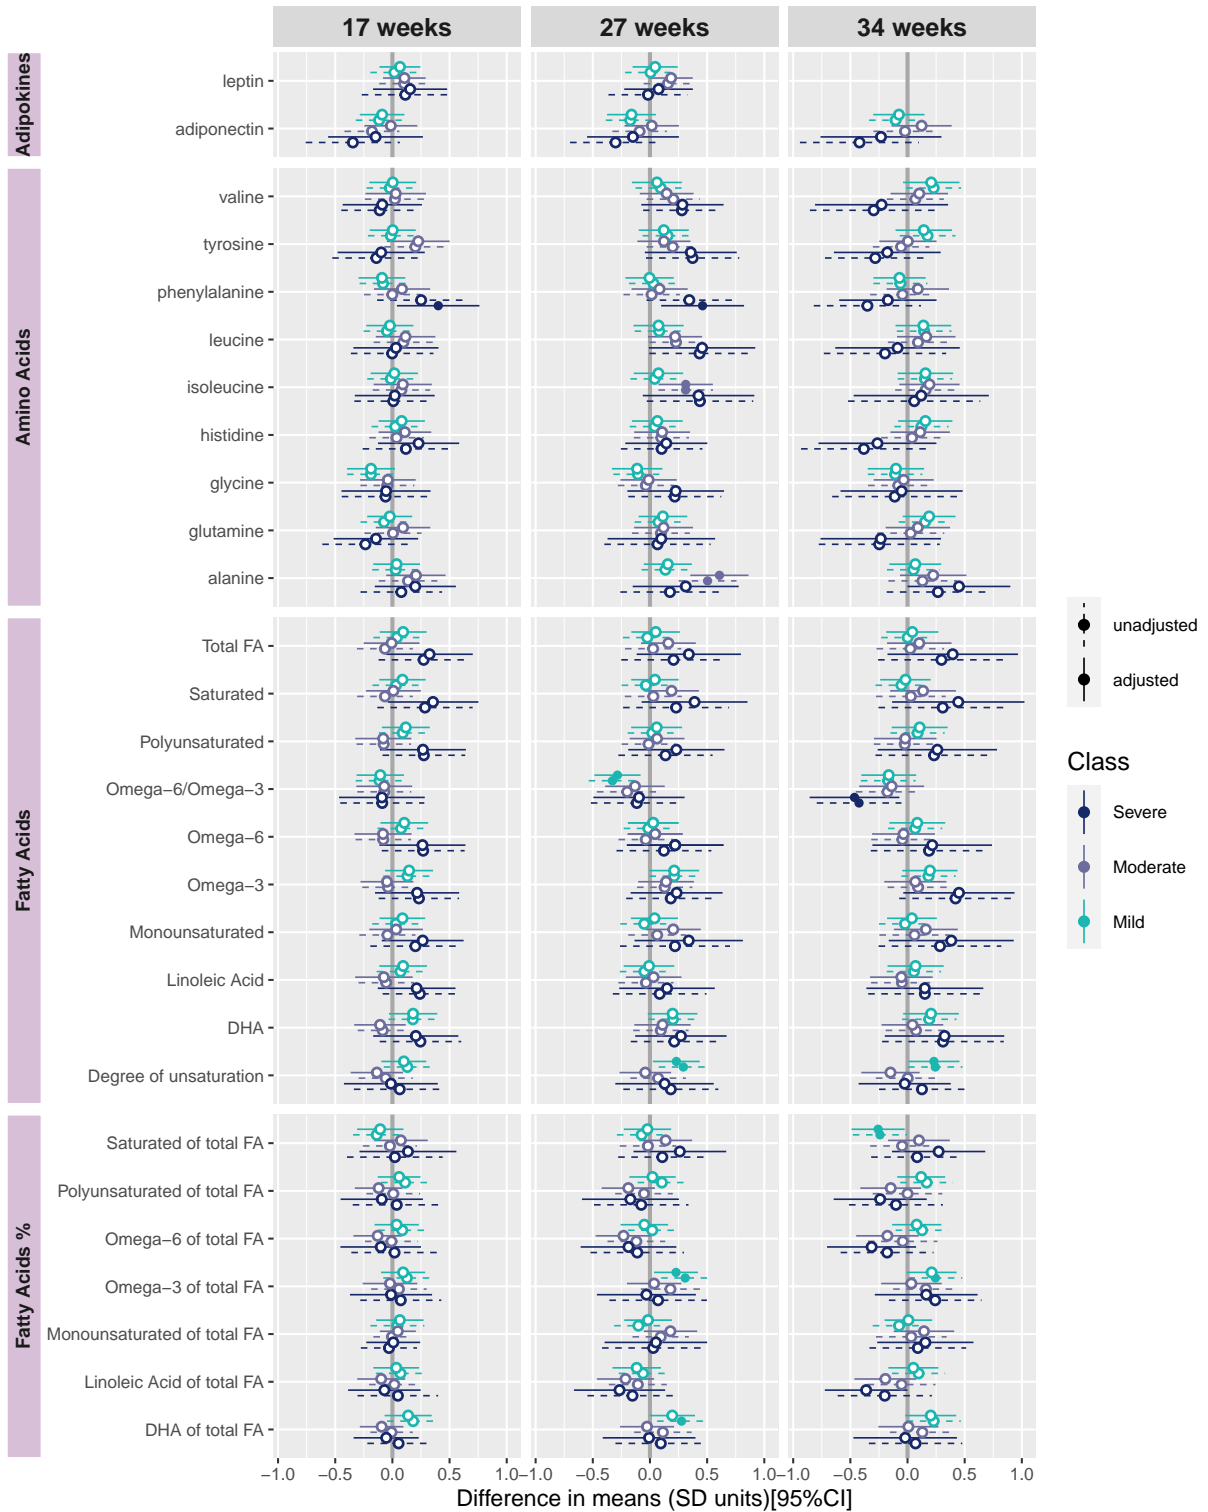 17 weeks
27 weeks
34 weeks
Adipokines
leptin
adiponectin
Amino Acids
valine
tyrosine
phenylalanine
leucine
isoleucine
histidine
glycine
glutamine
alanine
Fatty Acids
Total FA
Saturated
Polyunsaturated
Omega−6/Omega−3
Omega−6
Omega−3
Monounsaturated
Linoleic Acid
DHA
Degree of unsaturation
Fatty Acids %
Saturated of total FA
Polyunsaturated of total FA
Omega−6 of total FA
Omega−3 of total FA
Monounsaturated of total FA
Linoleic Acid of total FA
DHA of total FA
−1.0 −0.5 0.0 0.5 1.0
−1.0 −0.5 0.0 0.5 1.0
−1.0 −0.5 0.0 0.5 1.0
Difference in means (SD units)[95%CI]
unadjusted
adjusted
Class
Severe
Moderate
Mild